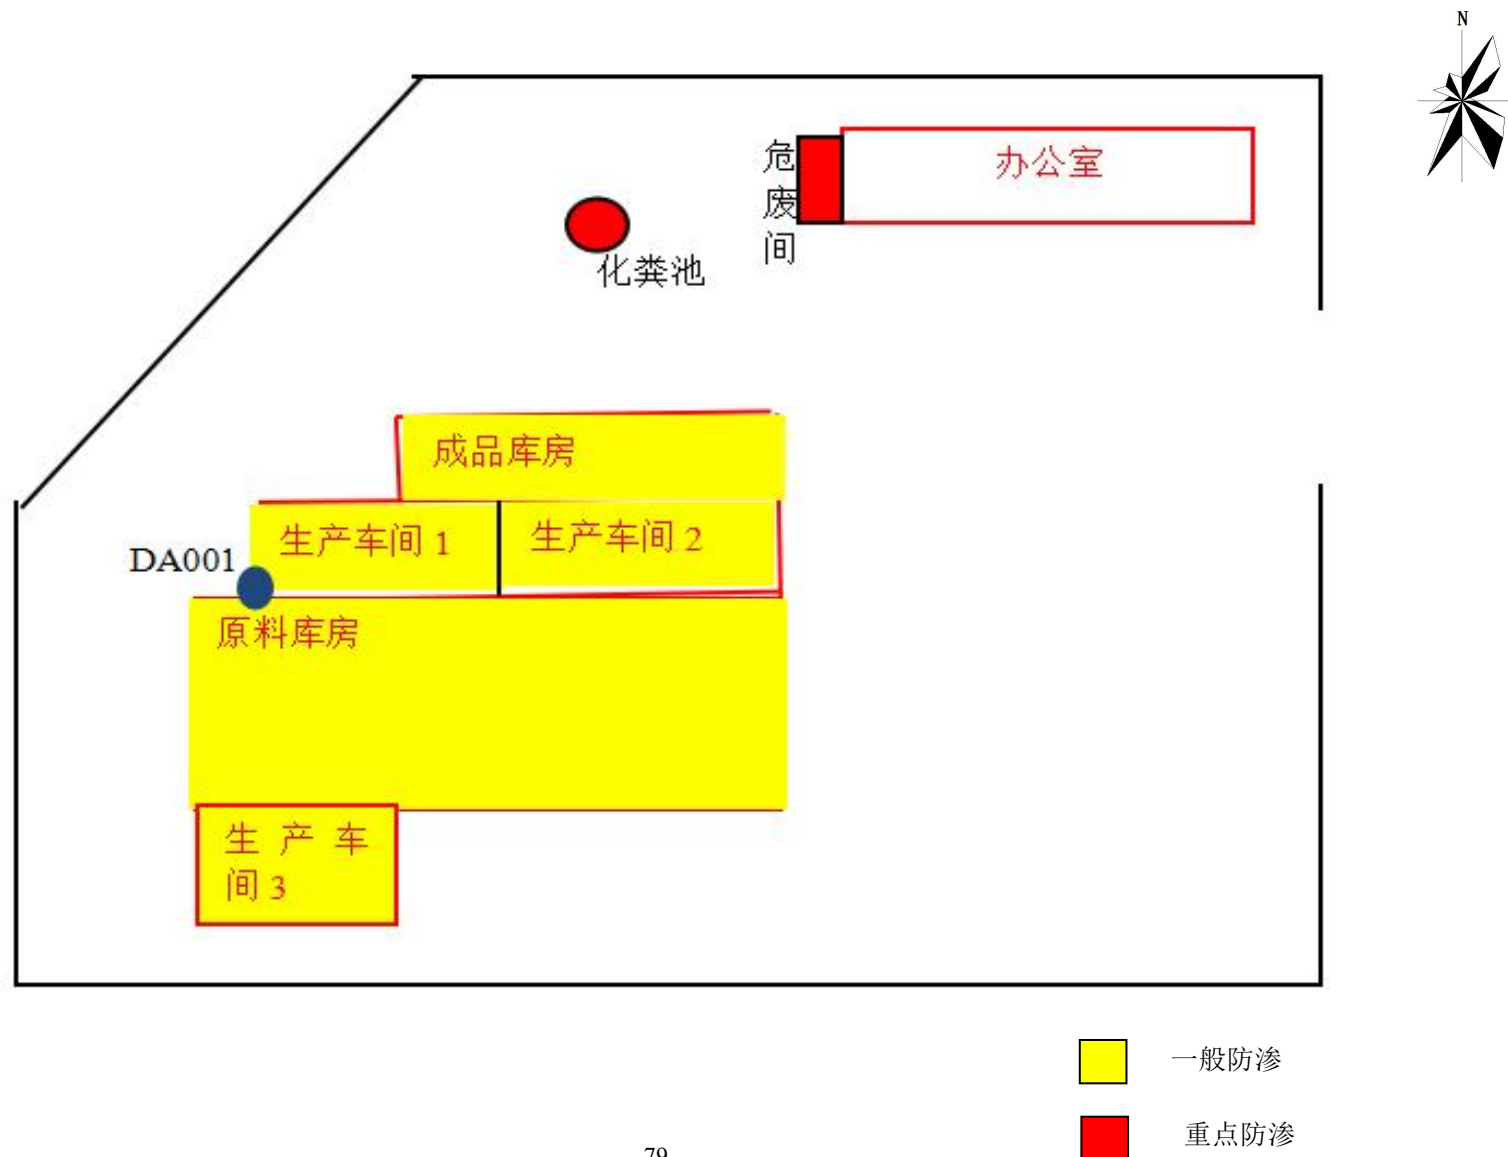 N
危
废
间
办公室
化粪池
成品库房
生产车间 1
生产车间 2
DA001
原料库房
生 产 车
间 3
一般防渗
重点防渗
79